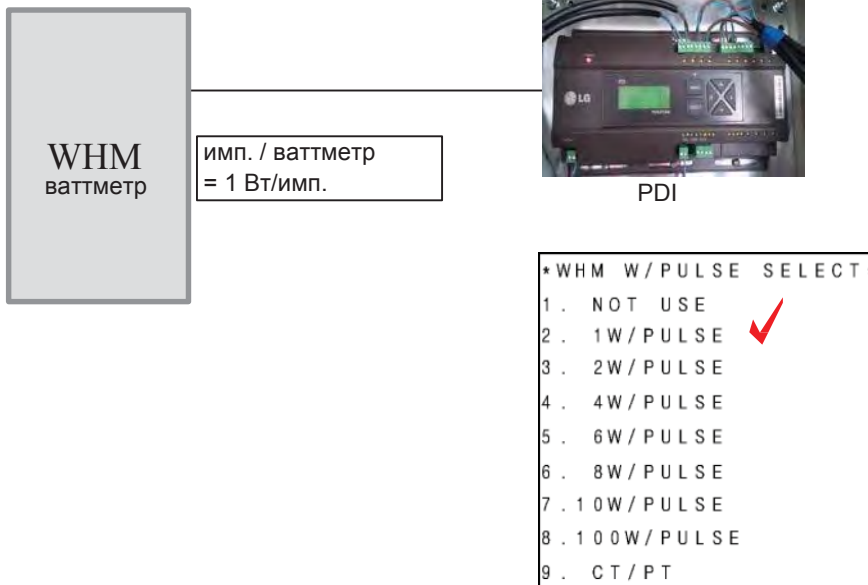 WHM
ваттметр
имп. / ваттметр
= 1 Вт/имп.
LG
PDI
*WHM W/PULSE SELECT
1. NOT USE
2. 1W/PULSE
3. 2W/PULSE
4. 4W/PULSE
5. 6W/PULSE
6. 8W/PULSE
7.10W/PULSE
8.100W/PULSE
9. CT/PT